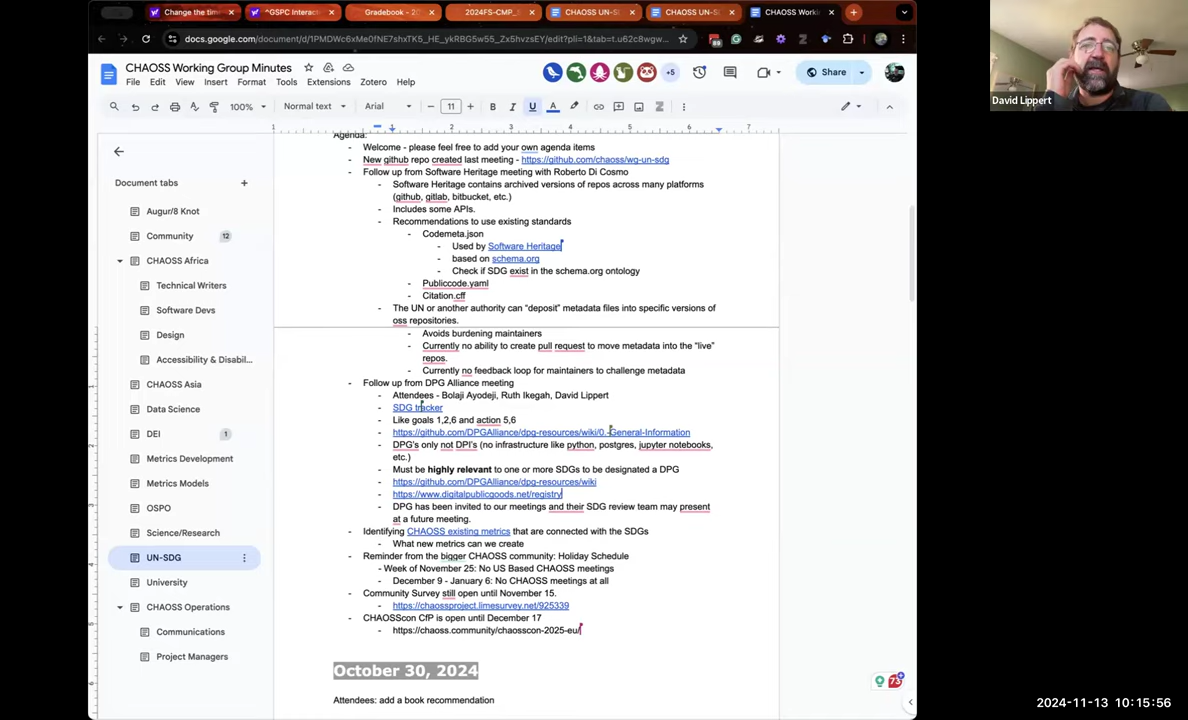 Change the tim
^GSPC Interac
Gradebook - 2
2024FS-CMP_
CHAOSS UN-S
CHAOSS UN-S
CHAOSS Worki
docs.google.com/document/d/1PMDWc6xMe0fNE7shxTK5_HE_ykRBG5w55_Zx5hvzsEY/edit?pli=1&tab=t.u62c8wgw...
CHAOSS Working Group Minutes
File Edit View Insert Format Tools Extensions Zotero Help
+5
Share
100% Normal text Arial 11 B I U A
1 1 2 3 4 5 6 7
Document tabs
Augur/8 Knot
Community 12
CHAOSS Africa
Technical Writers
Software Devs
Design
Accessibility & Disabil...
CHAOSS Asia
Data Science
DEI 1
Metrics Development
Metrics Models
OSPO
Science/Research
UN-SDG
University
CHAOSS Operations
Communications
Project Managers
Agenda:
- Welcome - please feel free to add your own agenda items
- New github repo created last meeting - https://github.com/chaoss/wg-un-sdg
- Follow up from Software Heritage meeting with Roberto Di Cosmo
- Software Heritage contains archived versions of repos across many platforms
(github, gitlab, bitbucket, etc.)
- Includes some APIs.
- Recommendations to use existing standards
- Codemeta.json
- Used by Software Heritage
- based on schema.org
- Check if SDG exist in the schema.org ontology
- Publiccode.yaml
- Citation.cff
- The UN or another authority can “deposit” metadata files into specific versions of
oss repositories.
- Avoids burdening maintainers
- Currently no ability to create pull request to move metadata into the “live”
repos.
- Currently no feedback loop for maintainers to challenge metadata
- Follow up from DPG Alliance meeting
- Attendees - Bolaji Ayodeji, Ruth Ikegah, David Lippert
- SDG tracker
- Like goals 1,2,6 and action 5,6
- https://github.com/DPGAlliance/dpg-resources/wiki/0.-General-Information
- DPG's only not DPI's (no infrastructure like python, postgres, jupyter notebooks,
etc.)
- Must be highly relevant to one or more SDGs to be designated a DPG
- https://github.com/DPGAlliance/dpg-resources/wiki
- https://www.digitalpublicgoods.net/registry
- DPG has been invited to our meetings and their SDG review team may present
at a future meeting.
- Identifying CHAOSS existing metrics that are connected with the SDGs
- What new metrics can we create
- Reminder from the bigger CHAOSS community: Holiday Schedule
- Week of November 25: No US Based CHAOSS meetings
- December 9 - January 6: No CHAOSS meetings at all
- Community Survey still open until November 15.
- https://chaossproject.limesurvey.net/925339
- CHAOSScon CfP is open until December 17
- https://chaoss.community/chaosscon-2025-eu/
October 30, 2024
Attendees: add a book recommendation
73
David Lippert
2024-11-13 10:15:56